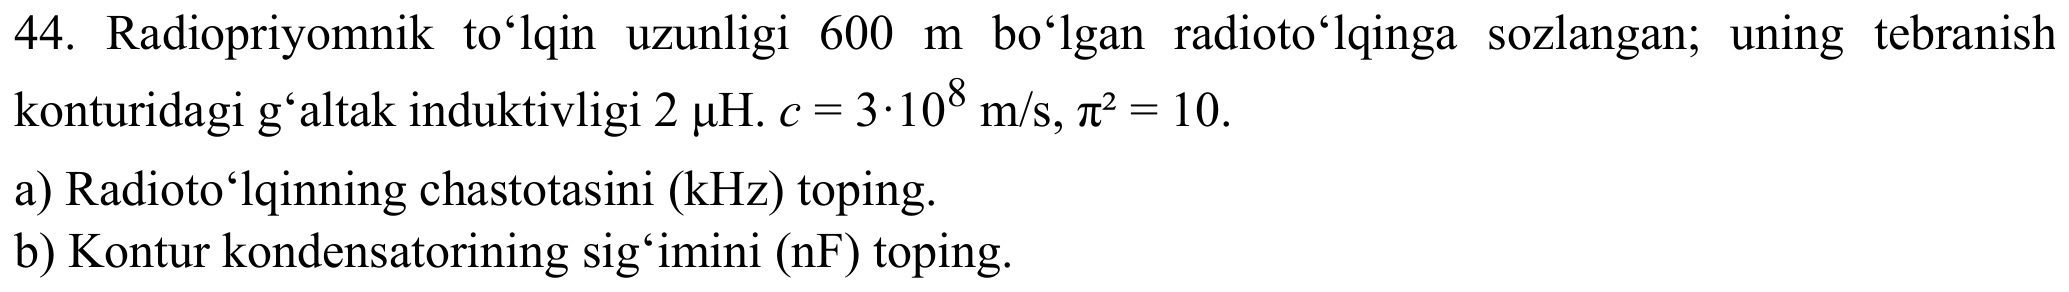 44. Radiopriyomnik to‘lqin uzunligi 600 m bo‘lgan radioto‘lqinga sozlangan; uning tebranish
konturidagi g‘altak induktivligi 2 μH. c = 3·10⁸ m/s, π² = 10.
a) Radioto‘lqinning chastotasini (kHz) toping.
b) Kontur kondensatorining sig‘imini (nF) toping.